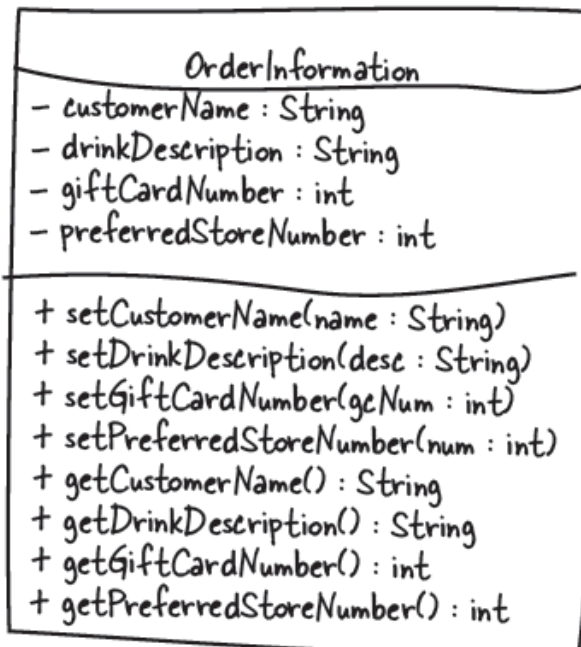 OrderInformation
- customerName : String
- drinkDescription : String
- giftCardNumber : int
- preferredStoreNumber : int
+ setCustomerName(name : String)
+ setDrinkDescription(desc : String)
+ setGiftCardNumber(gcNum : int)
+ setPreferredStoreNumber(num : int)
+ getCustomerName() : String
+ getDrinkDescription() : String
+ getGiftCardNumber() : int
+ getPreferredStoreNumber() : int